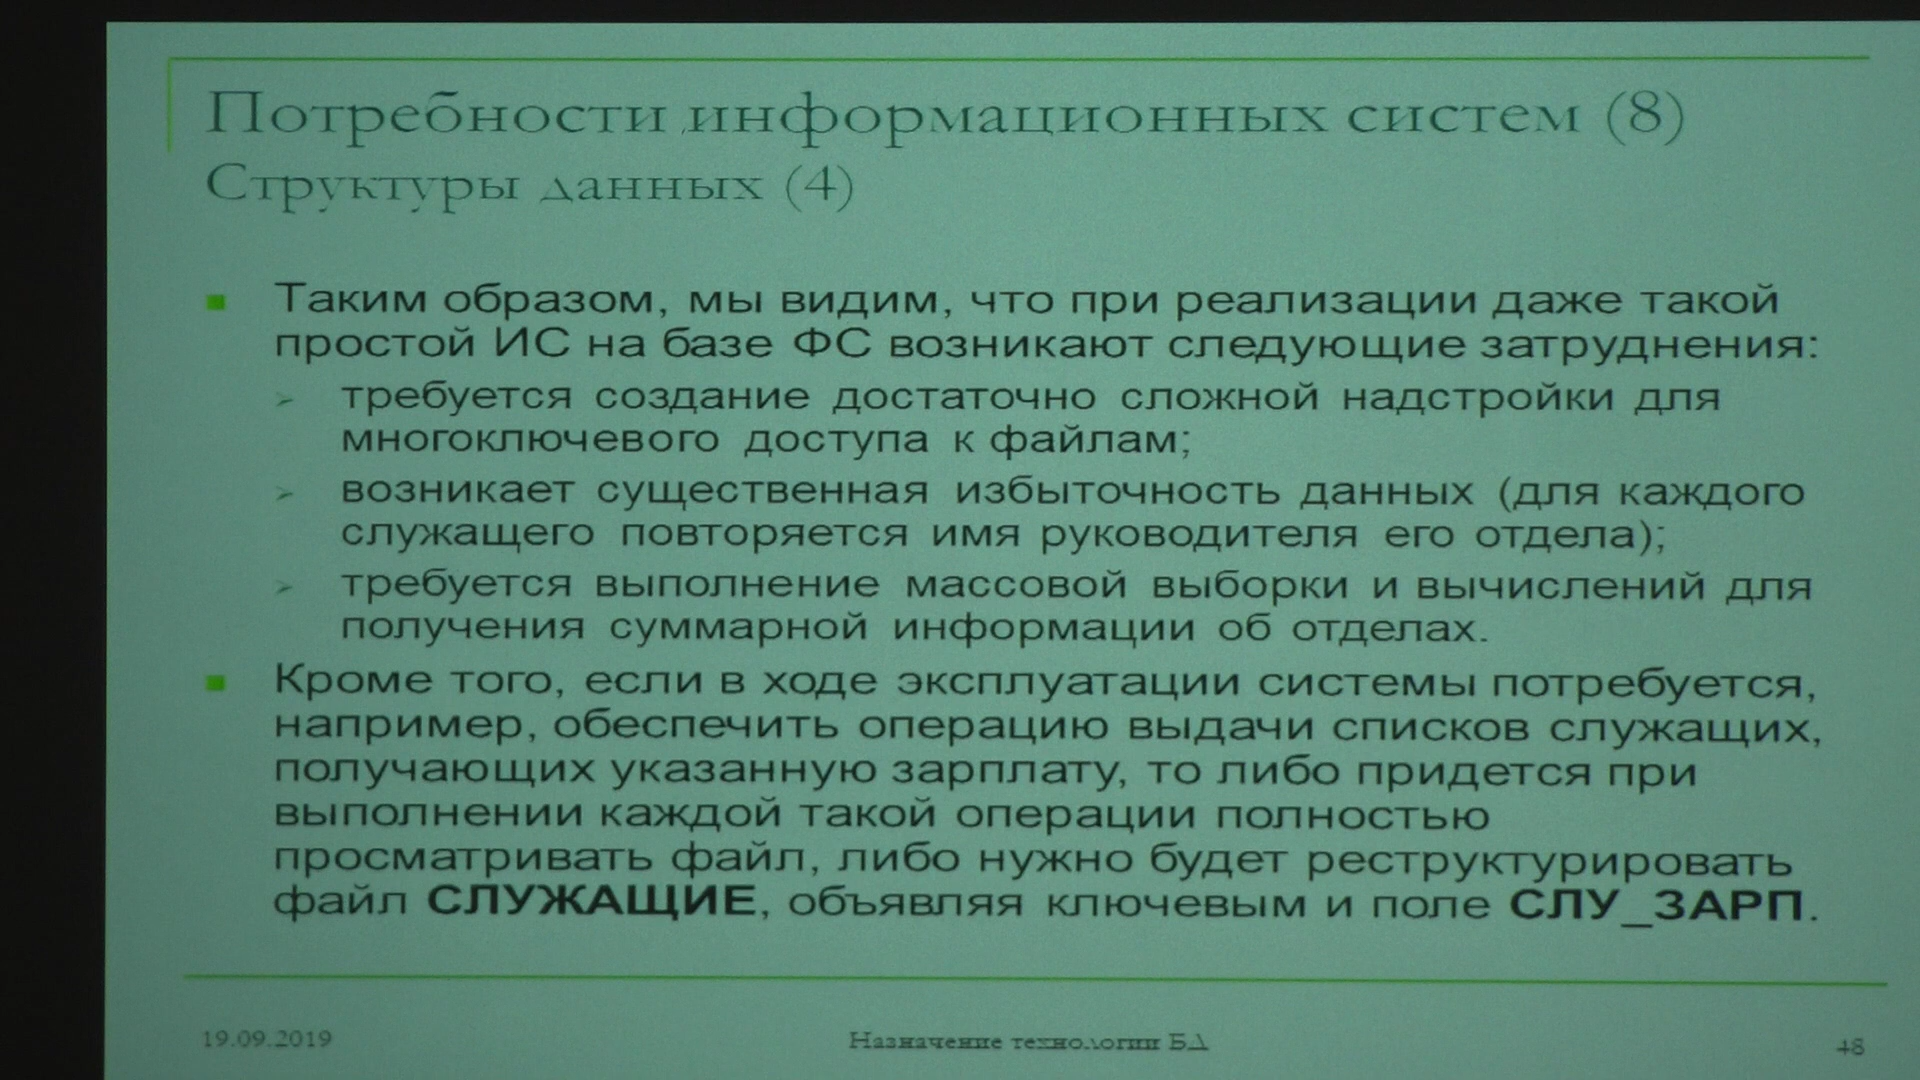 Потребности информационных систем (8)
Структуры данных (4)
Таким образом, мы видим, что при реализации даже такой
простой ИС на базе ФС возникают следующие затруднения:
требуется создание достаточно сложной надстройки для
многоключевого доступа к файлам;
возникает существенная избыточность данных (для каждого
служащего повторяется имя руководителя его отдела);
требуется выполнение массовой выборки и вычислений для
получения суммарной информации об отделах.
Кроме того, если в ходе эксплуатации системы потребуется,
например, обеспечить операцию выдачи списков служащих,
получающих указанную зарплату, то либо придется при
выполнении каждой такой операции полностью
просматривать файл, либо нужно будет реструктурировать
файл СЛУЖАЩИЕ, объявляя ключевым и поле СЛУ_ЗАРП.
19.09.2019
Назначение технологии БД
48